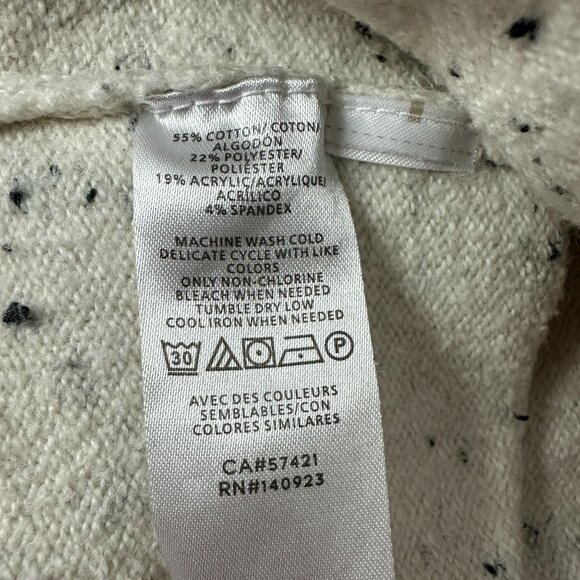 55% COTTON/ COTON/
ALGODÓN
22% POLYESTER/
POLIÉSTER
19% ACRYLIC/ACRYLIQUE/
ACRÍLICO
4% SPANDEX
MACHINE WASH COLD
DELICATE CYCLE WITH LIKE
COLORS
ONLY NON-CHLORINE
BLEACH WHEN NEEDED
TUMBLE DRY LOW
COOL IRON WHEN NEEDED
30 P
AVEC DES COULEURS
SEMBLABLES/CON
COLORES SIMILARES
CA#57421
RN#140923